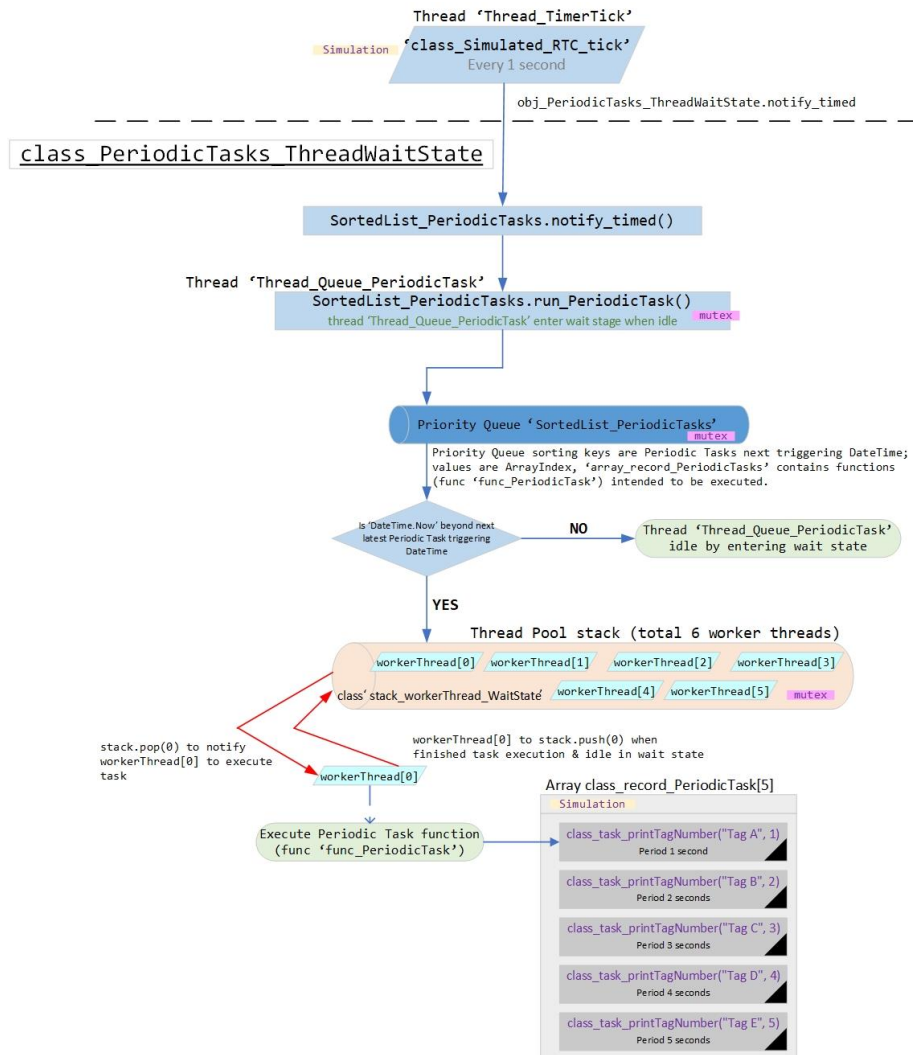 Thread ‘Thread_TimerTick’
Simulation
‘class_Simulated_RTC_tick’
Every 1 second
obj_PeriodicTasks_ThreadWaitState.notify_timed
class_PeriodicTasks_ThreadWaitState
SortedList_PeriodicTasks.notify_timed()
Thread ‘Thread_Queue_PeriodicTask’
SortedList_PeriodicTasks.run_PeriodicTask()
thread ‘Thread_Queue_PeriodicTask’ enter wait stage when idle
mutex
Priority Queue ‘SortedList_PeriodicTasks’
mutex
Priority Queue sorting keys are Periodic Tasks next triggering DateTime;
values are ArrayIndex, ‘array_record_PeriodicTasks’ contains functions
(func ‘func_PeriodicTask’) intended to be executed.
Is ‘DateTime.Now’ beyond next
latest Periodic Task triggering
DateTime
NO
Thread ‘Thread_Queue_PeriodicTask’
idle by entering wait state
YES
Thread Pool stack (total 6 worker threads)
workerThread[0]
workerThread[1]
workerThread[2]
workerThread[3]
class‘ stack_workerThread_WaitState’
workerThread[4]
workerThread[5]
mutex
stack.pop(0) to notify
workerThread[0] to execute
task
workerThread[0] to stack.push(0) when
finished task execution & idle in wait state
workerThread[0]
Execute Periodic Task function
(func ‘func_PeriodicTask’)
Array class_record_PeriodicTask[5]
Simulation
class_task_printTagNumber("Tag A", 1)
Period 1 second
class_task_printTagNumber("Tag B", 2)
Period 2 seconds
class_task_printTagNumber("Tag C", 3)
Period 3 seconds
class_task_printTagNumber("Tag D", 4)
Period 4 seconds
class_task_printTagNumber("Tag E", 5)
Period 5 seconds